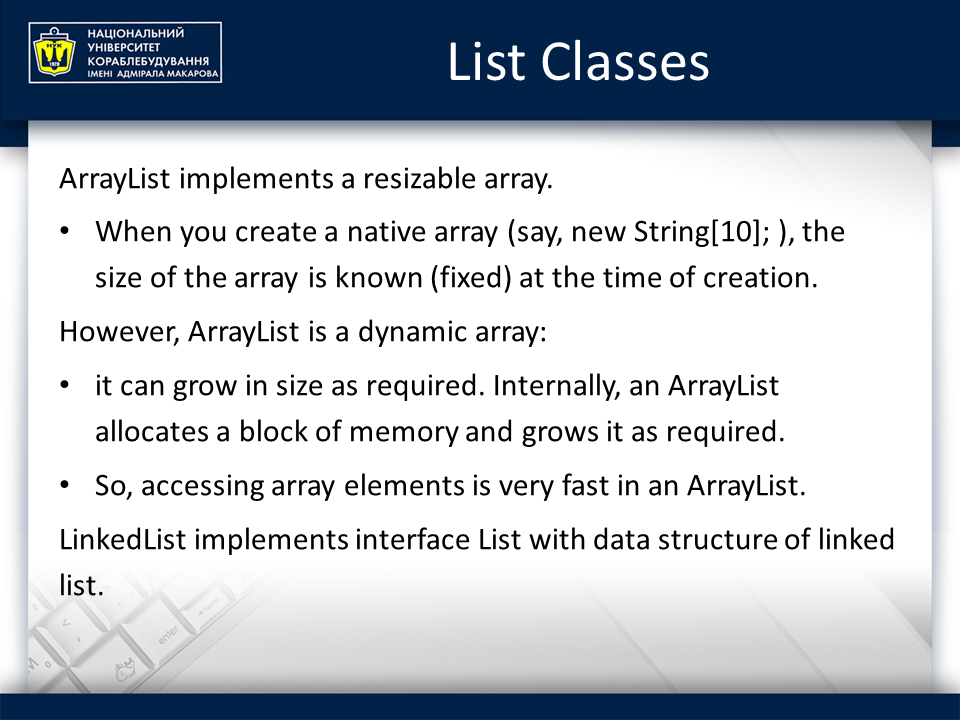 НАЦІОНАЛЬНИЙ
УНІВЕРСИТЕТ
КОРАБЛЕБУДУВАННЯ
ІМЕНІ АДМІРАЛА МАКАРОВА
НУК
1920
List Classes
ArrayList implements a resizable array.
• When you create a native array (say, new String[10]; ), the
size of the array is known (fixed) at the time of creation.
However, ArrayList is a dynamic array:
• it can grow in size as required. Internally, an ArrayList
allocates a block of memory and grows it as required.
• So, accessing array elements is very fast in an ArrayList.
LinkedList implements interface List with data structure of linked
list.
enter